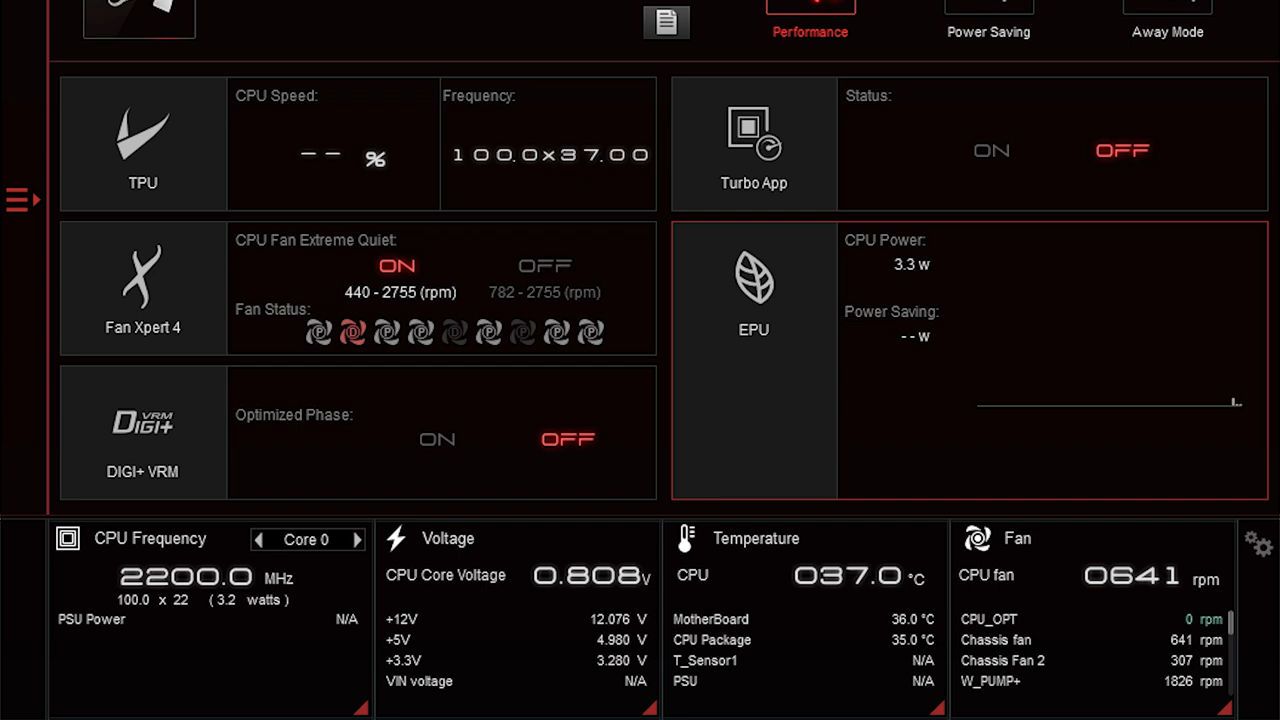 Performance
Power Saving
Away Mode
TPU
CPU Speed:
-- %
Frequency:
100.0x37.00
Turbo App
Status:
ON OFF
Fan Xpert 4
CPU Fan Extreme Quiet:
ON OFF
440 - 2755 (rpm) 782 - 2755 (rpm)
Fan Status:
P D P P D P P P P
EPU
CPU Power:
3.3 w
Power Saving:
-- w
DIGI+ VRM
DIGI+ VRM
Optimized Phase:
ON OFF
CPU Frequency
Core 0
2200.0 MHz
100.0 x 22 ( 3.2 watts )
PSU Power N/A
Voltage
CPU Core Voltage 0.808 V
+12V 12.076 V
+5V 4.980 V
+3.3V 3.280 V
VIN voltage N/A
Temperature
CPU 037.0 °C
MotherBoard 36.0 °C
CPU Package 35.0 °C
T_Sensor1 N/A
PSU N/A
Fan
CPU fan 0641 rpm
CPU_OPT 0 rpm
Chassis fan 641 rpm
Chassis Fan 2 307 rpm
W_PUMP+ 1826 rpm